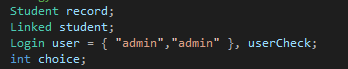 Student record;
Linked student;
Login user = { "admin","admin" }, userCheck;
int choice;